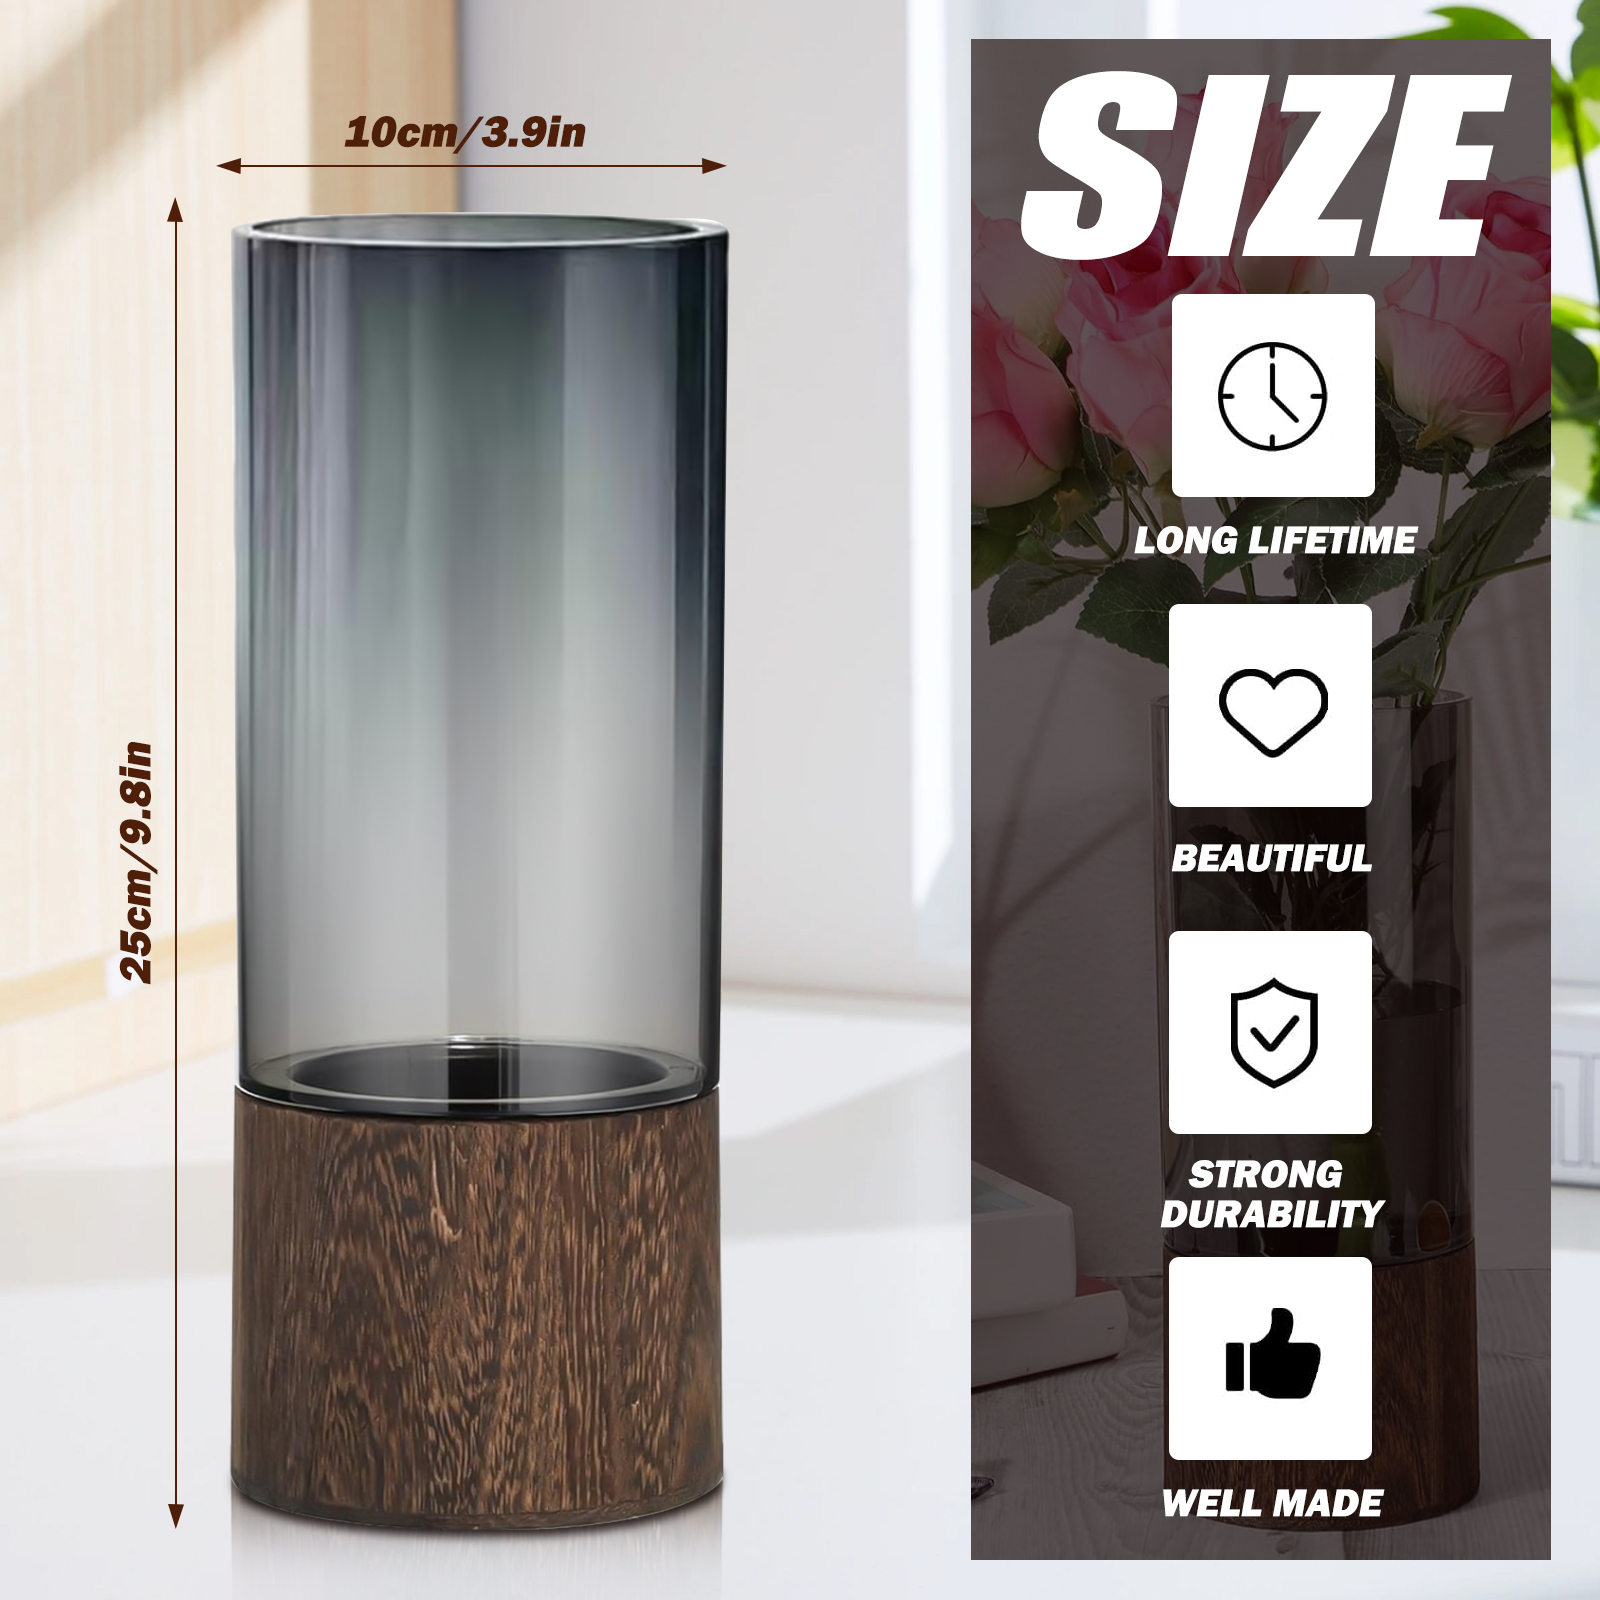 10cm/3.9in
25cm/9.8in
SIZE
LONG LIFETIME
BEAUTIFUL
STRONG
DURABILITY
WELL MADE